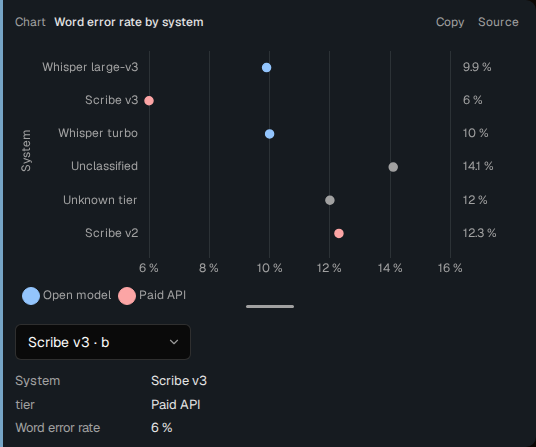 Chart Word error rate by system Copy Source
System
Whisper large-v3 9.9 %
Scribe v3 6 %
Whisper turbo 10 %
Unclassified 14.1 %
Unknown tier 12 %
Scribe v2 12.3 %
6 % 8 % 10 % 12 % 14 % 16 %
Open model Paid API
Scribe v3 · b
System Scribe v3
tier Paid API
Word error rate 6 %